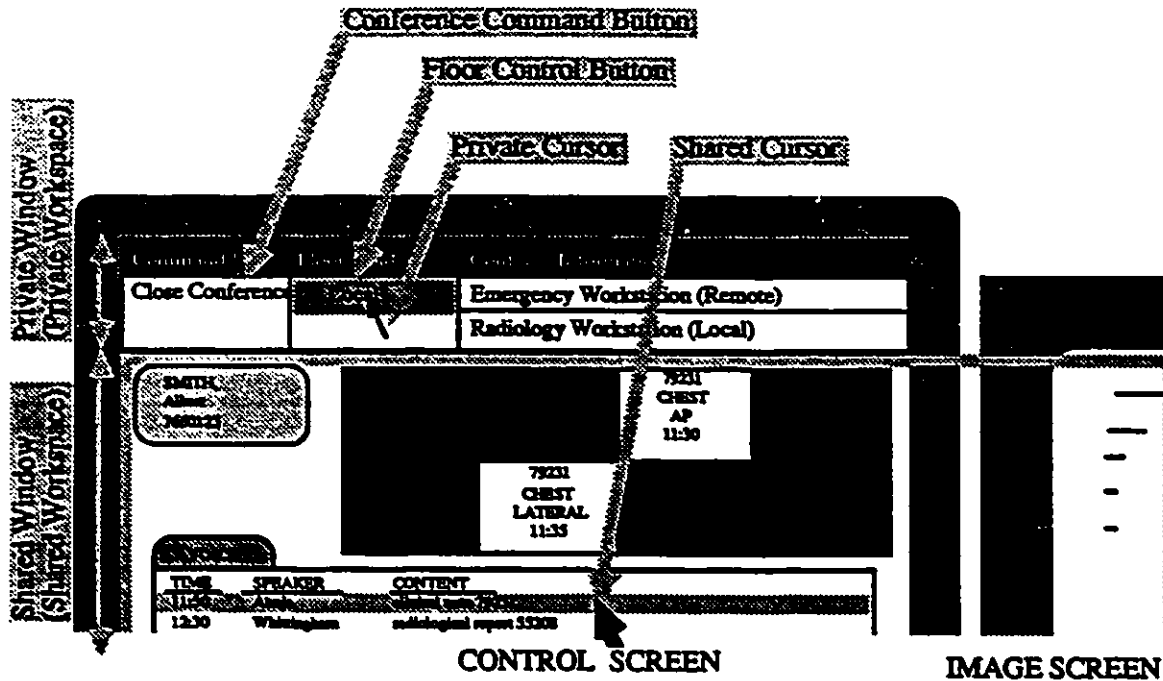 Conference Command Button
Floor Control Button
Private Cursor
Shared Cursor
Private Window
(Private Workspace)
Command
Close Conference
Emergency Workstation (Remote)
Radiology Workstation (Local)
Shared Window
(Shared Workspace)
SMITH,
79231
CHEST
AP
11:30
79231
CHEST
LATERAL
11:35
TIME SPEAKER CONTENT
12:30 Whittingham radiological report 55208
CONTROL SCREEN
IMAGE SCREEN